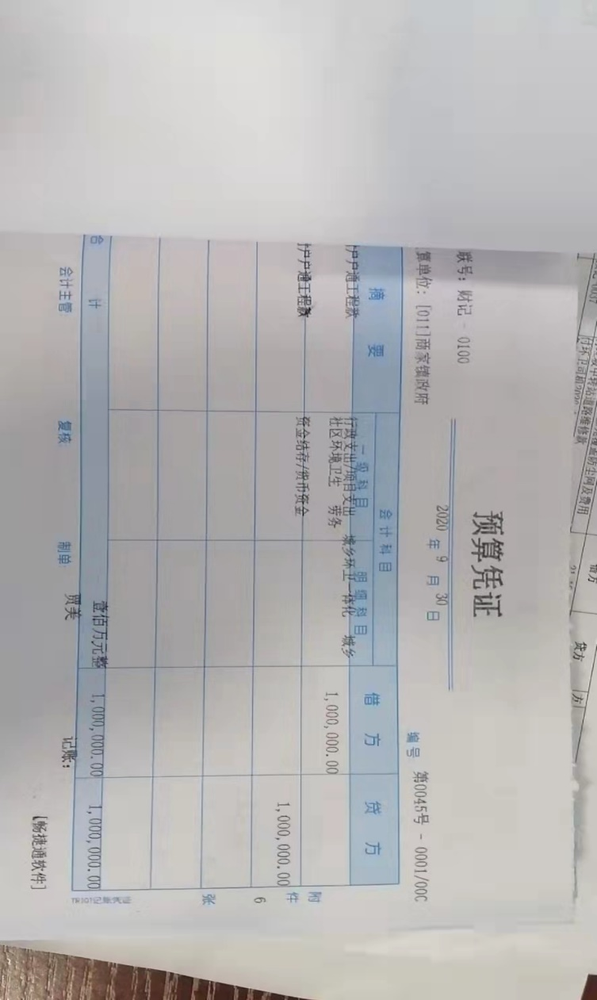 预算凭证
联号：财记 - 0100
2020 年 9 月 30 日
编号 第0045号 - 0001/00
算单位：[011]商家镇政府
摘 要
会计科目
借 方
贷 方
一级科目
明细科目
户户通工程款
行政支出/项目支出 城乡环卫一体化 城乡
社区环境卫生 劳务
1,000,000.00
户户通工程款
资金结存/货币资金
1,000,000.00
合 计
壹佰万元整
1,000,000.00
1,000,000.00
附
件
6
张
会计主管
复核
制单
贾美
记账：
【畅捷通软件】
借方
贷方